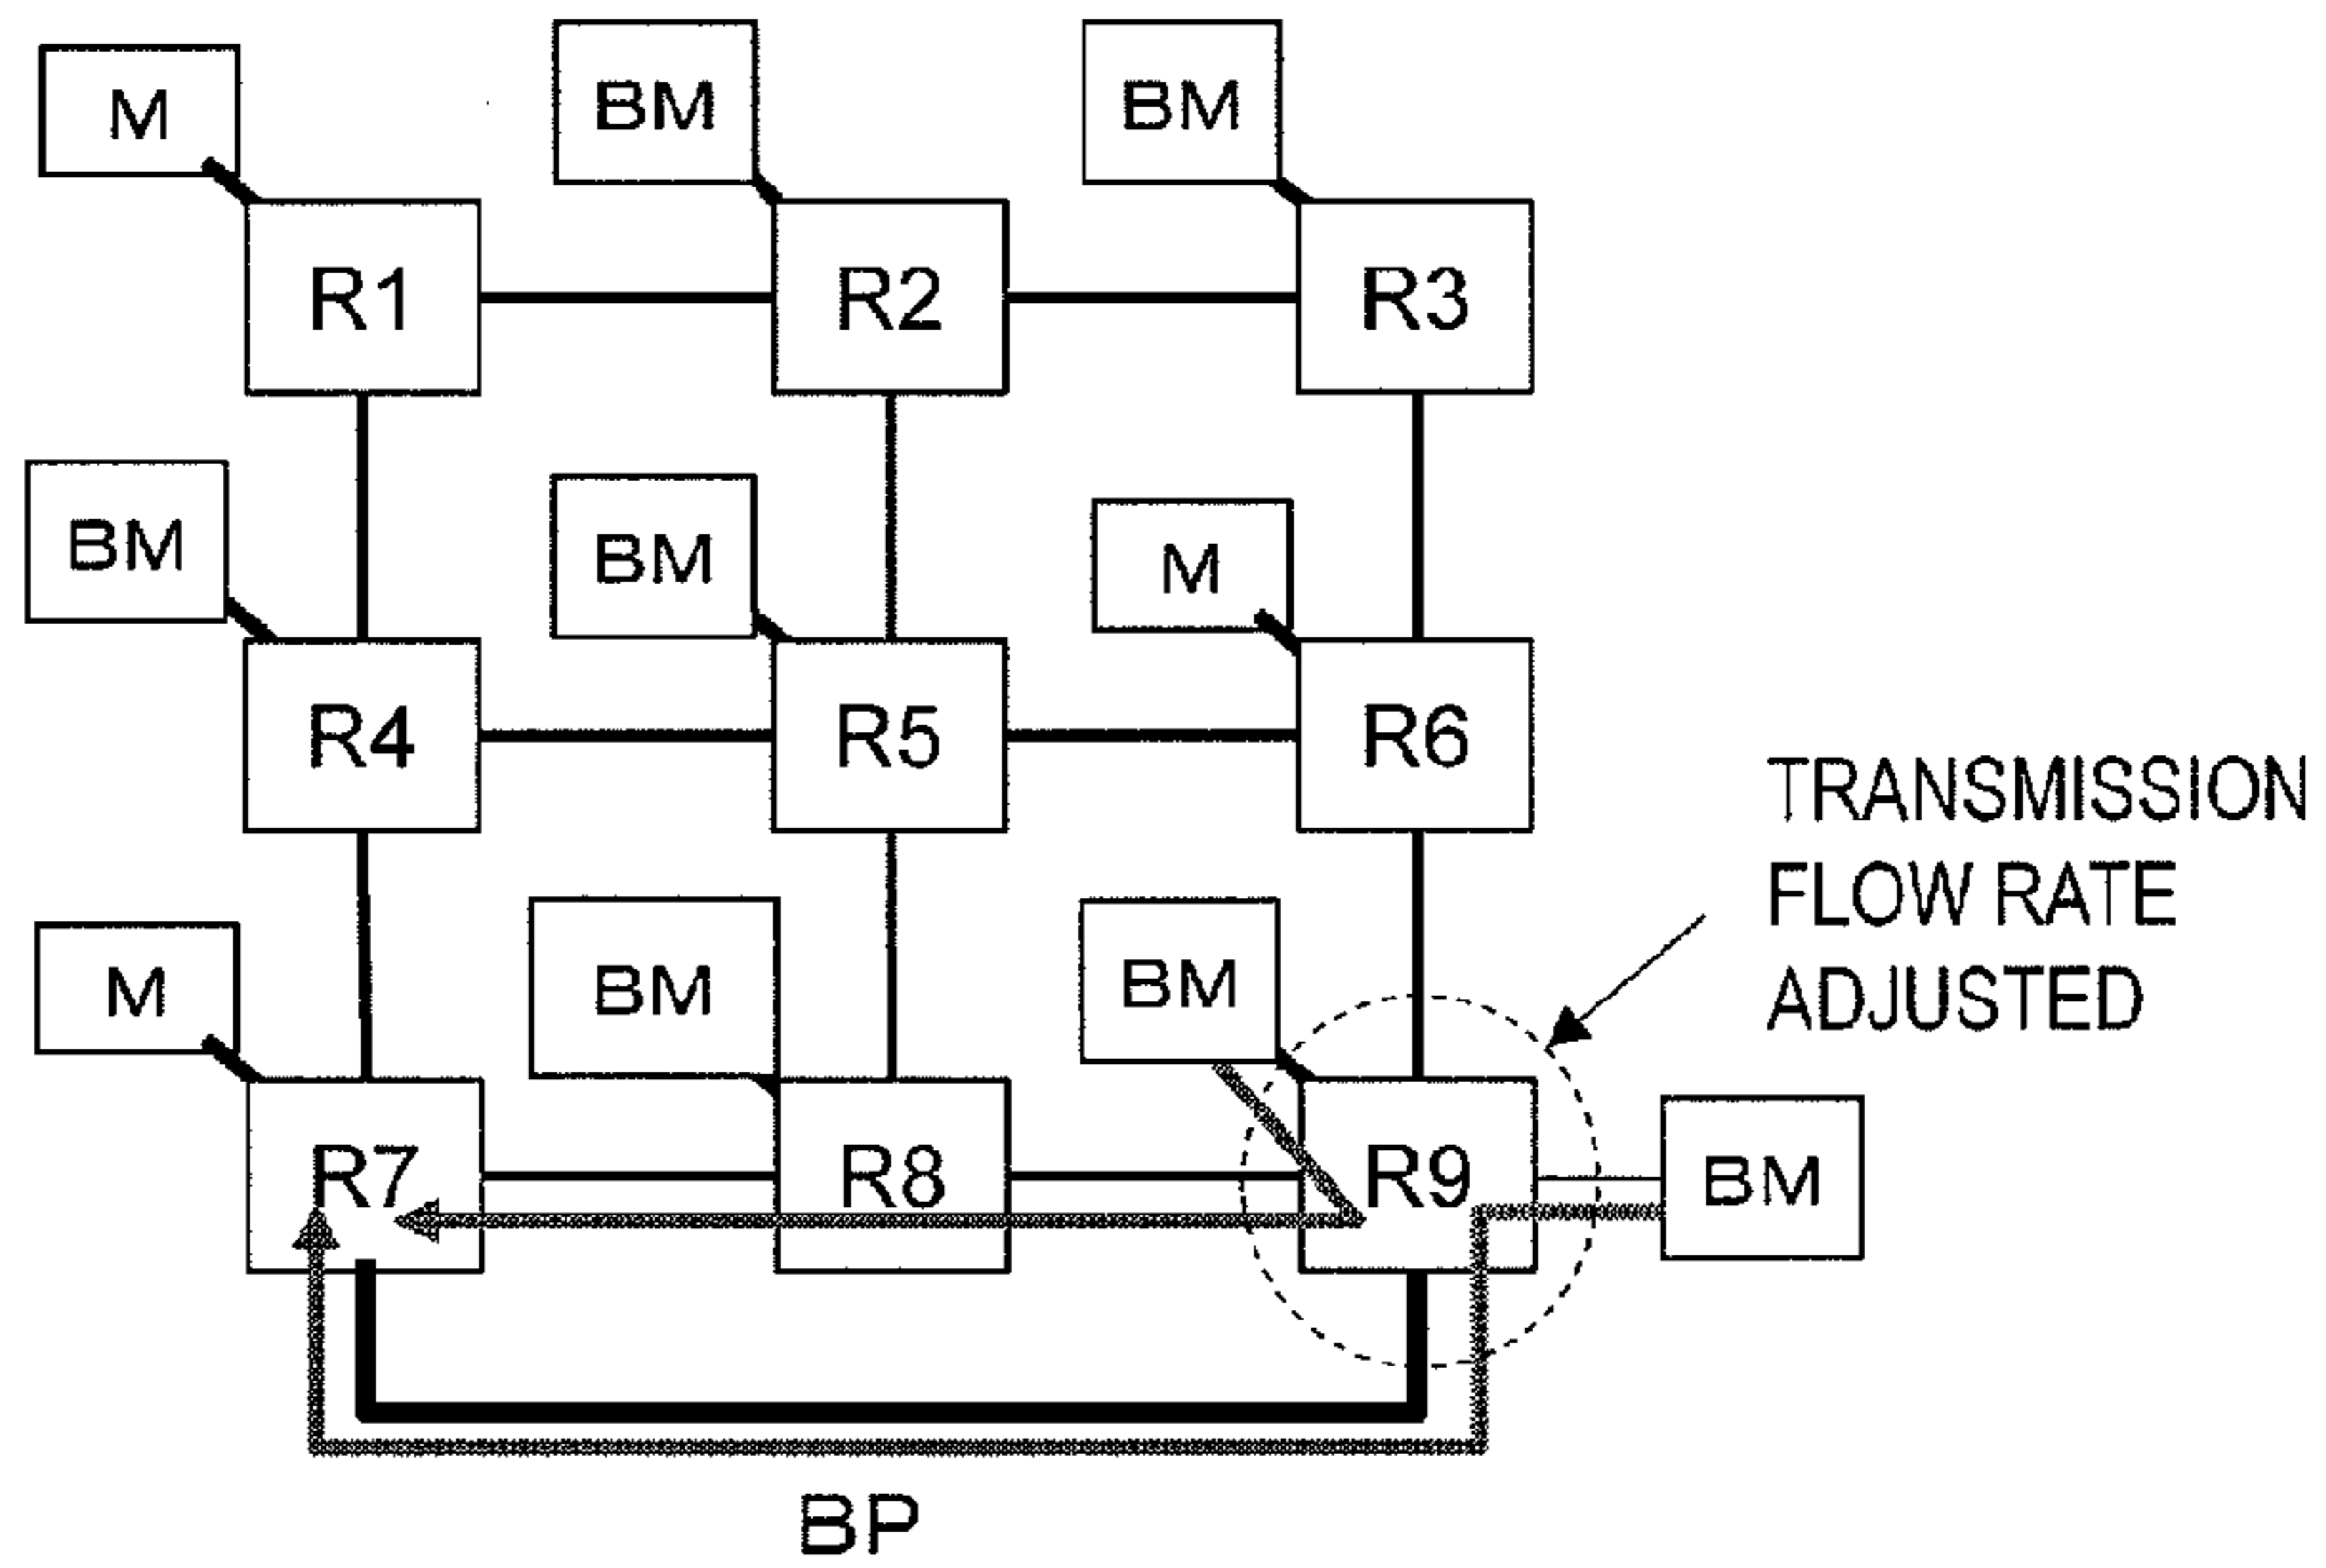 M
BM
BM
R1
R2
R3
BM
BM
M
R4
R5
R6
TRANSMISSION
FLOW RATE
ADJUSTED
M
BM
BM
R7
R8
R9
BM
BP